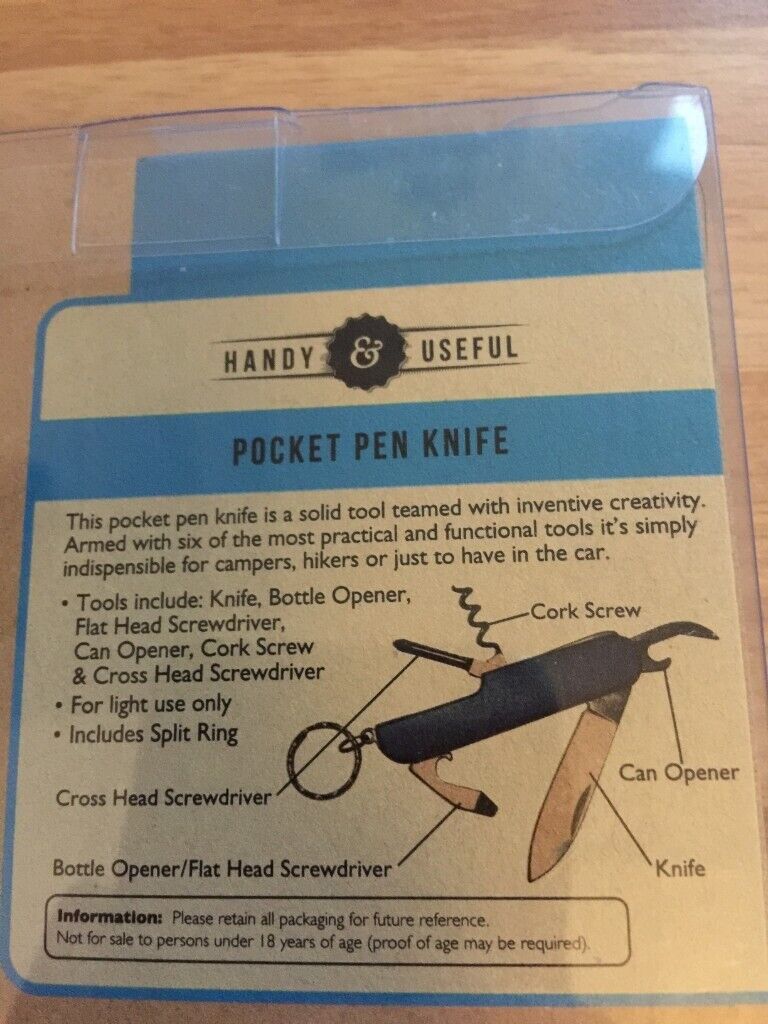 HANDY & USEFUL
POCKET PEN KNIFE
This pocket pen knife is a solid tool teamed with inventive creativity.
Armed with six of the most practical and functional tools it's simply
indispensible for campers, hikers or just to have in the car.
• Tools include: Knife, Bottle Opener,
Flat Head Screwdriver,
Can Opener, Cork Screw
& Cross Head Screwdriver
• For light use only
• Includes Split Ring
Cork Screw
Can Opener
Cross Head Screwdriver
Bottle Opener/Flat Head Screwdriver
Knife
Information: Please retain all packaging for future reference.
Not for sale to persons under 18 years of age (proof of age may be required).